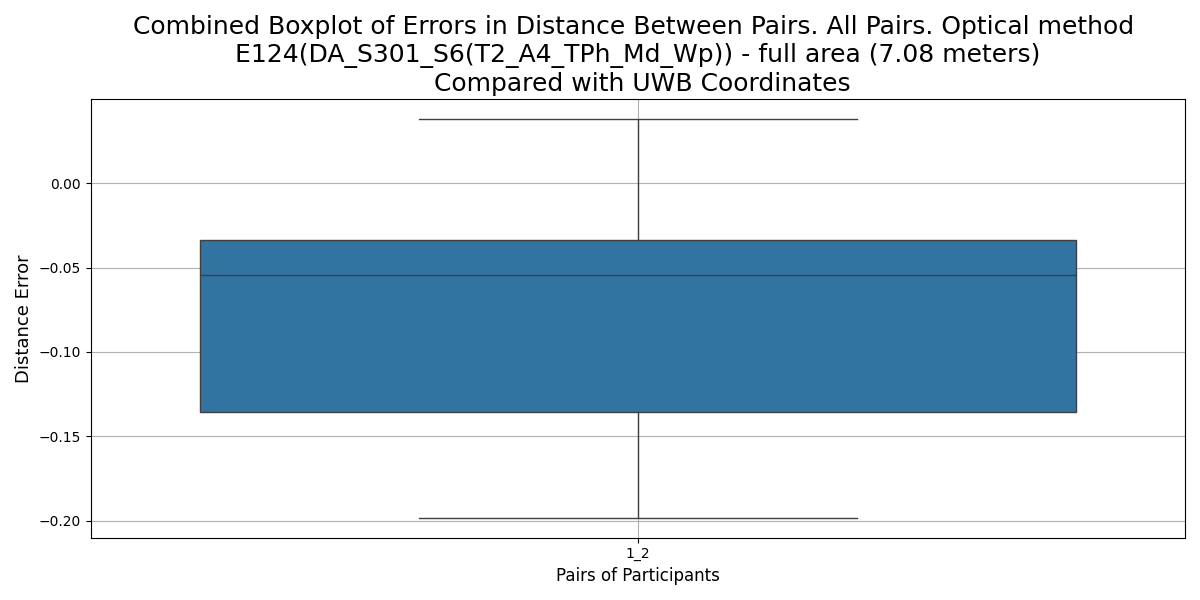 Combined Boxplot of Errors in Distance Between Pairs. All Pairs. Optical method
E124(DA_S301_S6(T2_A4_TPh_Md_Wp)) - full area (7.08 meters)
Compared with UWB Coordinates
Distance Error
0.00
−0.05
−0.10
−0.15
−0.20
1_2
Pairs of Participants